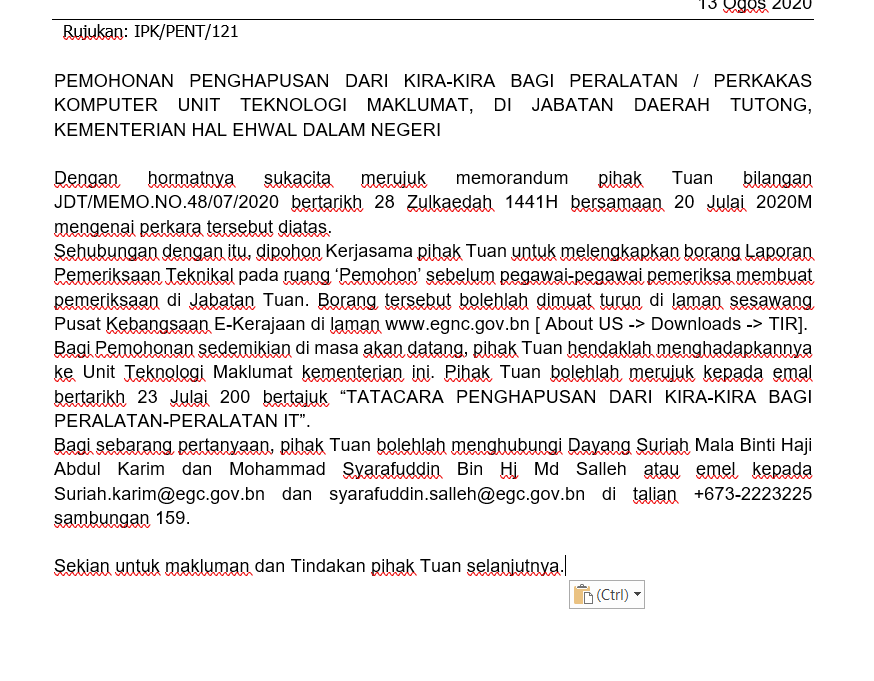 13 Ogos 2020
Rujukan: IPK/PENT/121
PEMOHONAN PENGHAPUSAN DARI KIRA-KIRA BAGI PERALATAN / PERKAKAS
KOMPUTER UNIT TEKNOLOGI MAKLUMAT, DI JABATAN DAERAH TUTONG,
KEMENTERIAN HAL EHWAL DALAM NEGERI
Dengan hormatnya sukacita merujuk memorandum pihak Tuan bilangan
JDT/MEMO.NO.48/07/2020 bertarikh 28 Zulkaedah 1441H bersamaan 20 Julai 2020M
mengenai perkara tersebut diatas.
Sehubungan dengan itu, dipohon Kerjasama pihak Tuan untuk melengkapkan borang Laporan
Pemeriksaan Teknikal pada ruang ‘Pemohon’ sebelum pegawai-pegawai pemeriksa membuat
pemeriksaan di Jabatan Tuan. Borang tersebut bolehlah dimuat turun di laman sesawang
Pusat Kebangsaan E-Kerajaan di laman www.egnc.gov.bn [ About US -> Downloads -> TIR].
Bagi Pemohonan sedemikian di masa akan datang, pihak Tuan hendaklah menghadapkannya
ke Unit Teknologi Maklumat kementerian ini. Pihak Tuan bolehlah merujuk kepada emal
bertarikh 23 Julai 200 bertajuk “TATACARA PENGHAPUSAN DARI KIRA-KIRA BAGI
PERALATAN-PERALATAN IT”.
Bagi sebarang pertanyaan, pihak Tuan bolehlah menghubungi Dayang Suriah Mala Binti Haji
Abdul Karim dan Mohammad Syarafuddin Bin Hj Md Salleh atau emel kepada
Suriah.karim@egc.gov.bn dan syarafuddin.salleh@egc.gov.bn di talian +673-2223225
sambungan 159.
Sekian untuk makluman dan Tindakan pihak Tuan selanjutnya.
(Ctrl)